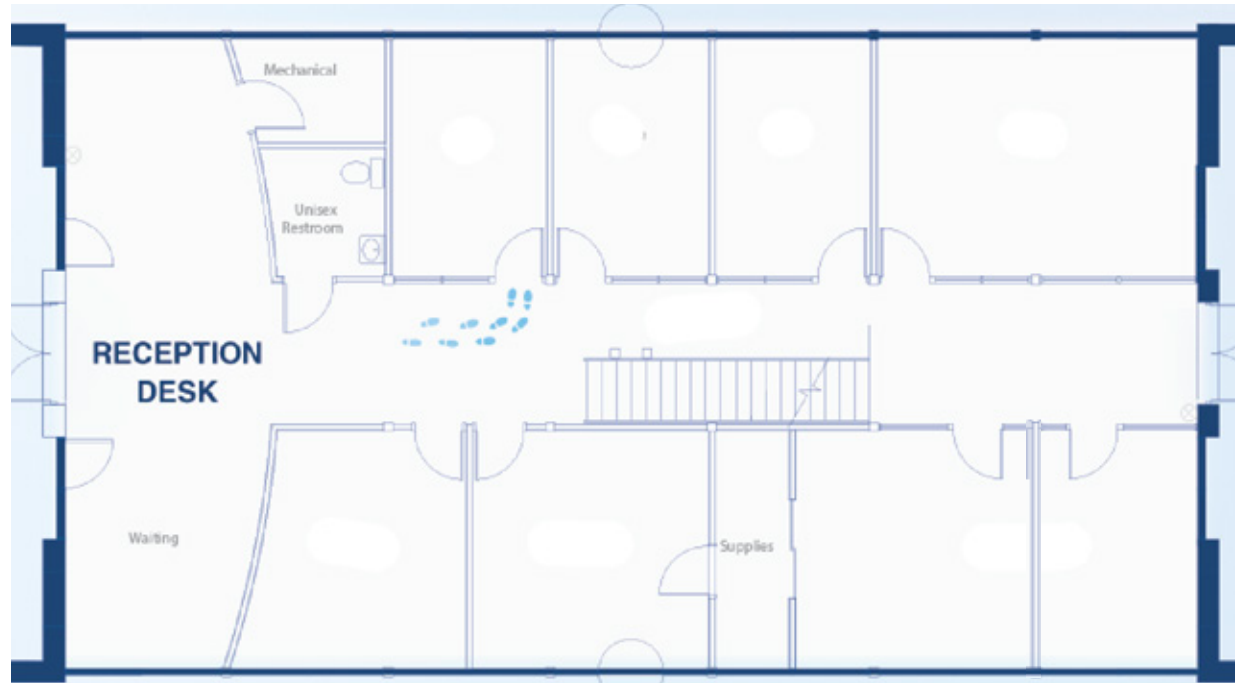 Mechanical
Unisex
Restroom
RECEPTION
DESK
Waiting
Supplies